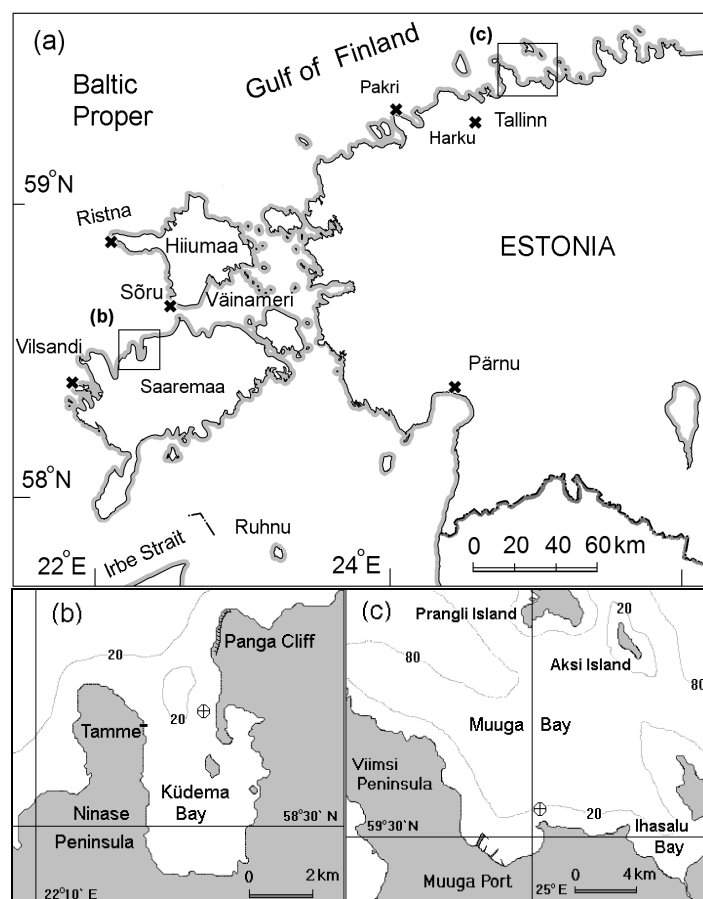 (a)
Baltic
Proper
Gulf of Finland
(c)
Pakri
Harku
Tallinn
59°N
Ristna
Hiiumaa
ESTONIA
Sõru
Väinameri
(b)
Vilsandi
Saaremaa
Pärnu
58°N
Irbe Strait
Ruhnu
22°E
24°E
0 20 40 60 km
(b)
Panga Cliff
20
20
Tamme
Küdema
Bay
Ninase
Peninsula
58°30` N
22°10` E
0 2 km
(c)
Prangli Island
20
Aksi Island
80
80
Muuga Bay
Viimsi
Peninsula
20
59°30` N
Ihasalu
Bay
Muuga Port
25°E
0 4 km